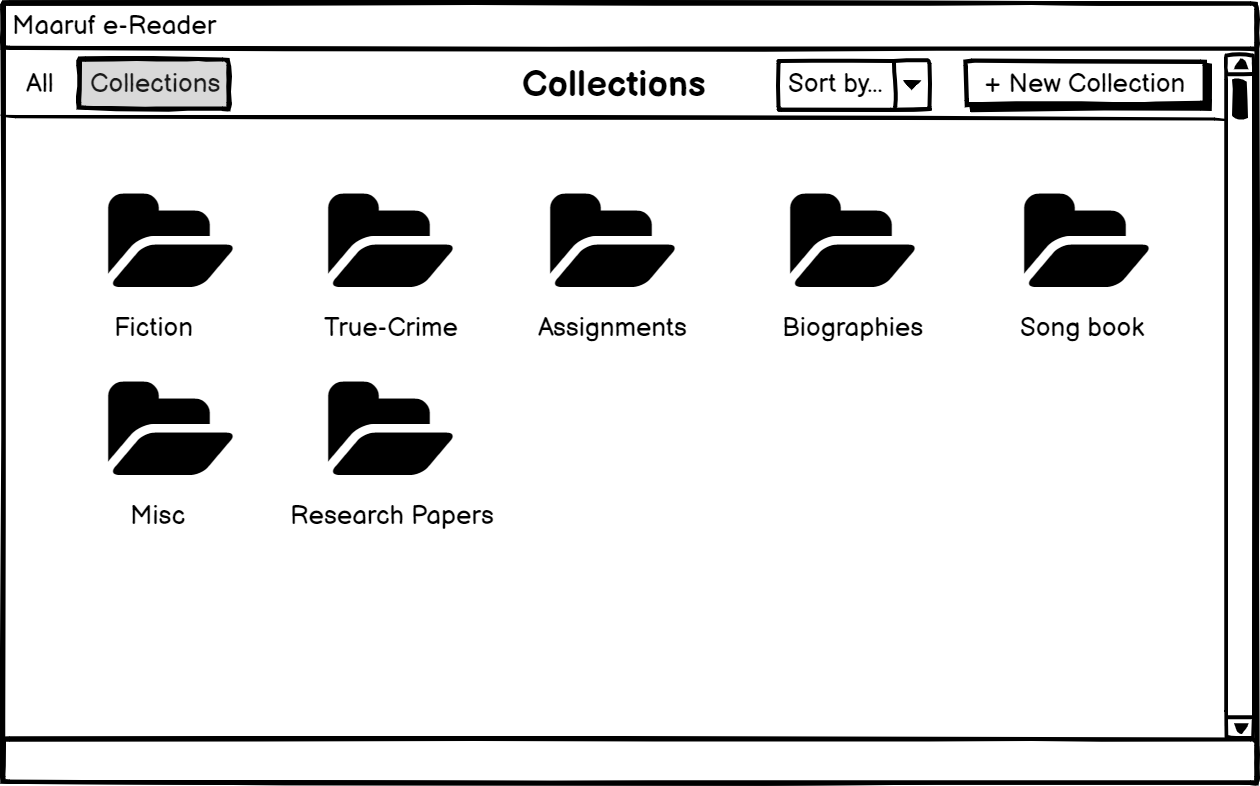 Maaruf e-Reader
All
Collections
Collections
Sort by...
+ New Collection
Fiction
True-Crime
Assignments
Biographies
Song book
Misc
Research Papers